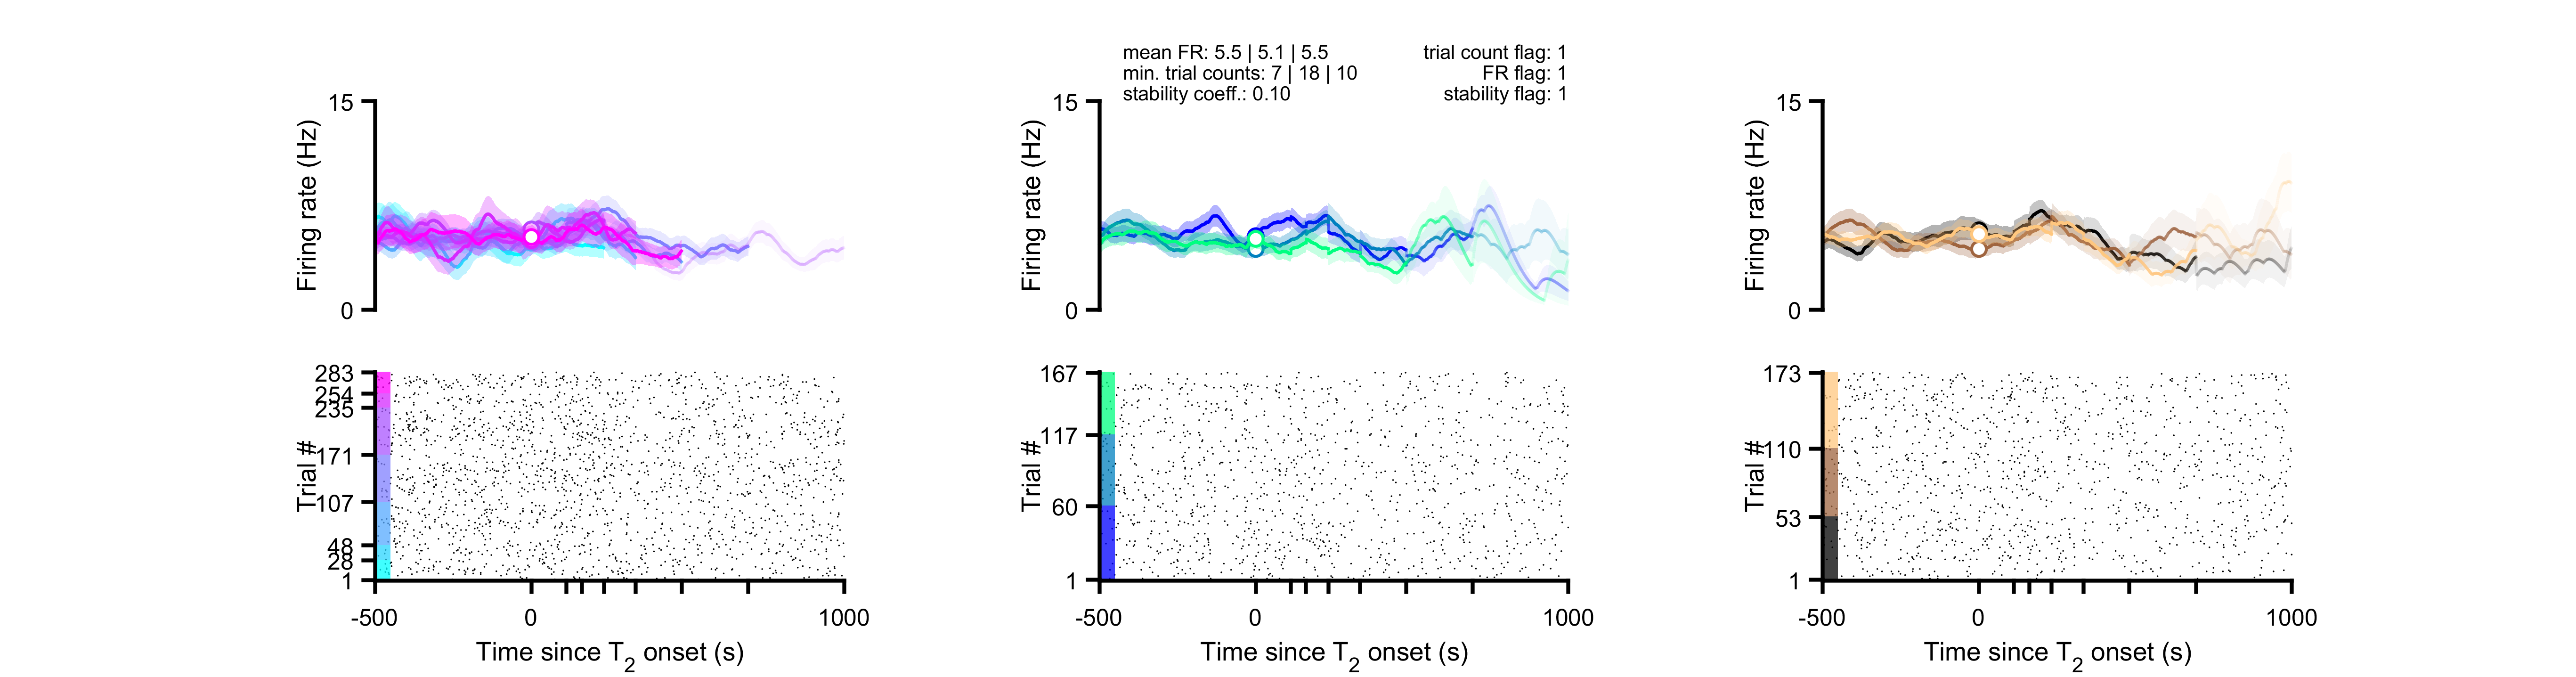 mean FR: 5.5 | 5.1 | 5.5
min. trial counts: 7 | 18 | 10
stability coeff.: 0.10
trial count flag: 1
FR flag: 1
stability flag: 1
15
Firing rate (Hz)
0
15
Firing rate (Hz)
0
15
Firing rate (Hz)
0
283
254
235
171
107
48
28
1
Trial #
-500 0 1000
Time since T2 onset (s)
167
117
60
1
Trial #
-500 0 1000
Time since T2 onset (s)
173
110
53
1
Trial #
-500 0 1000
Time since T2 onset (s)